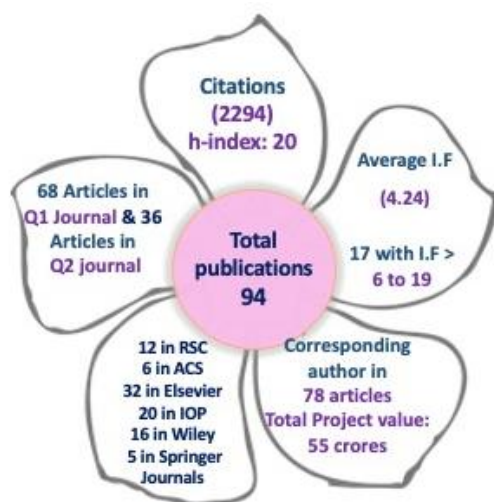 Citations
(2294)
h-index: 20
Average I.F
(4.24)
17 with I.F >
6 to 19
68 Articles in
Q1 Journal & 36
Articles in
Q2 journal
Total
publications
94
12 in RSC
6 in ACS
32 in Elsevier
20 in IOP
16 in Wiley
5 in Springer
Journals
Corresponding
author in
78 articles
Total Project value:
55 crores